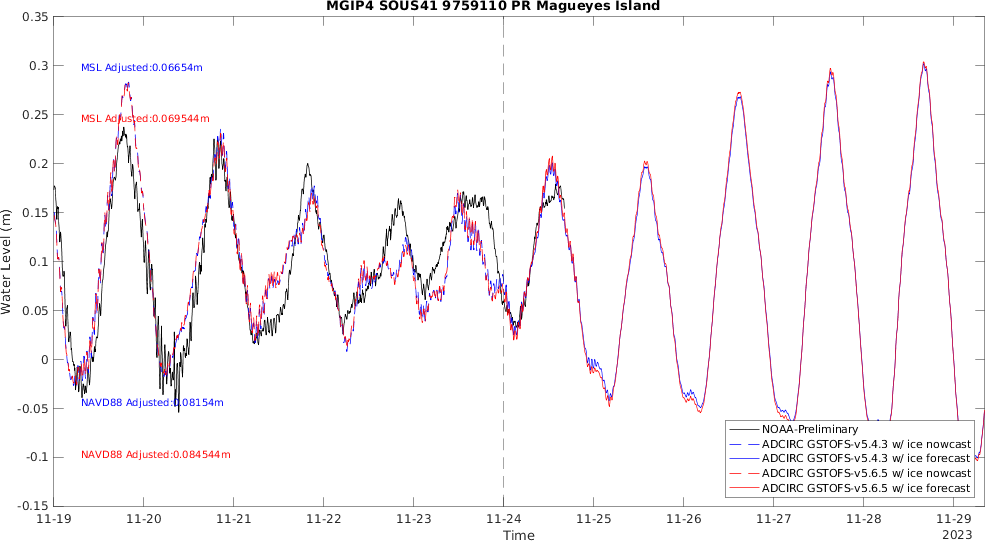 MGIP4 SOUS41 9759110 PR Magueyes Island
0.35
0.3
0.25
0.2
0.15
0.1
0.05
0
-0.05
-0.1
-0.15
Water Level (m)
MSL Adjusted:0.06654m
MSL Adjusted:0.069544m
NAVD88 Adjusted:0.08154m
NAVD88 Adjusted:0.084544m
NOAA-Preliminary
ADCIRC GSTOFS-v5.4.3 w/ ice nowcast
ADCIRC GSTOFS-v5.4.3 w/ ice forecast
ADCIRC GSTOFS-v5.6.5 w/ ice nowcast
ADCIRC GSTOFS-v5.6.5 w/ ice forecast
11-19 11-20 11-21 11-22 11-23 11-24 11-25 11-26 11-27 11-28 11-29
Time
2023